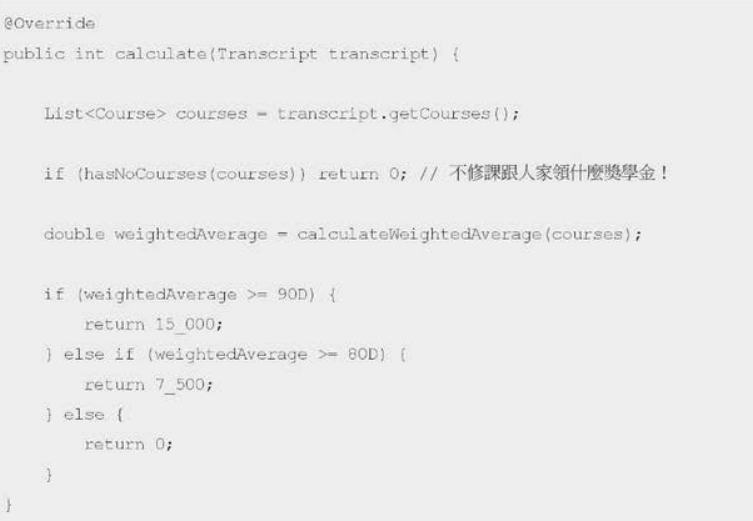 @Override
public int calculate(Transcript transcript) {
List<Course> courses = transcript.getCourses();
if (hasNoCourses(courses)) return 0; // 不修課跟人家領什麼獎學金！
double weightedAverage = calculateWeightedAverage(courses);
if (weightedAverage >= 90D) {
return 15_000;
} else if (weightedAverage >= 80D) {
return 7_500;
} else {
return 0;
}
}